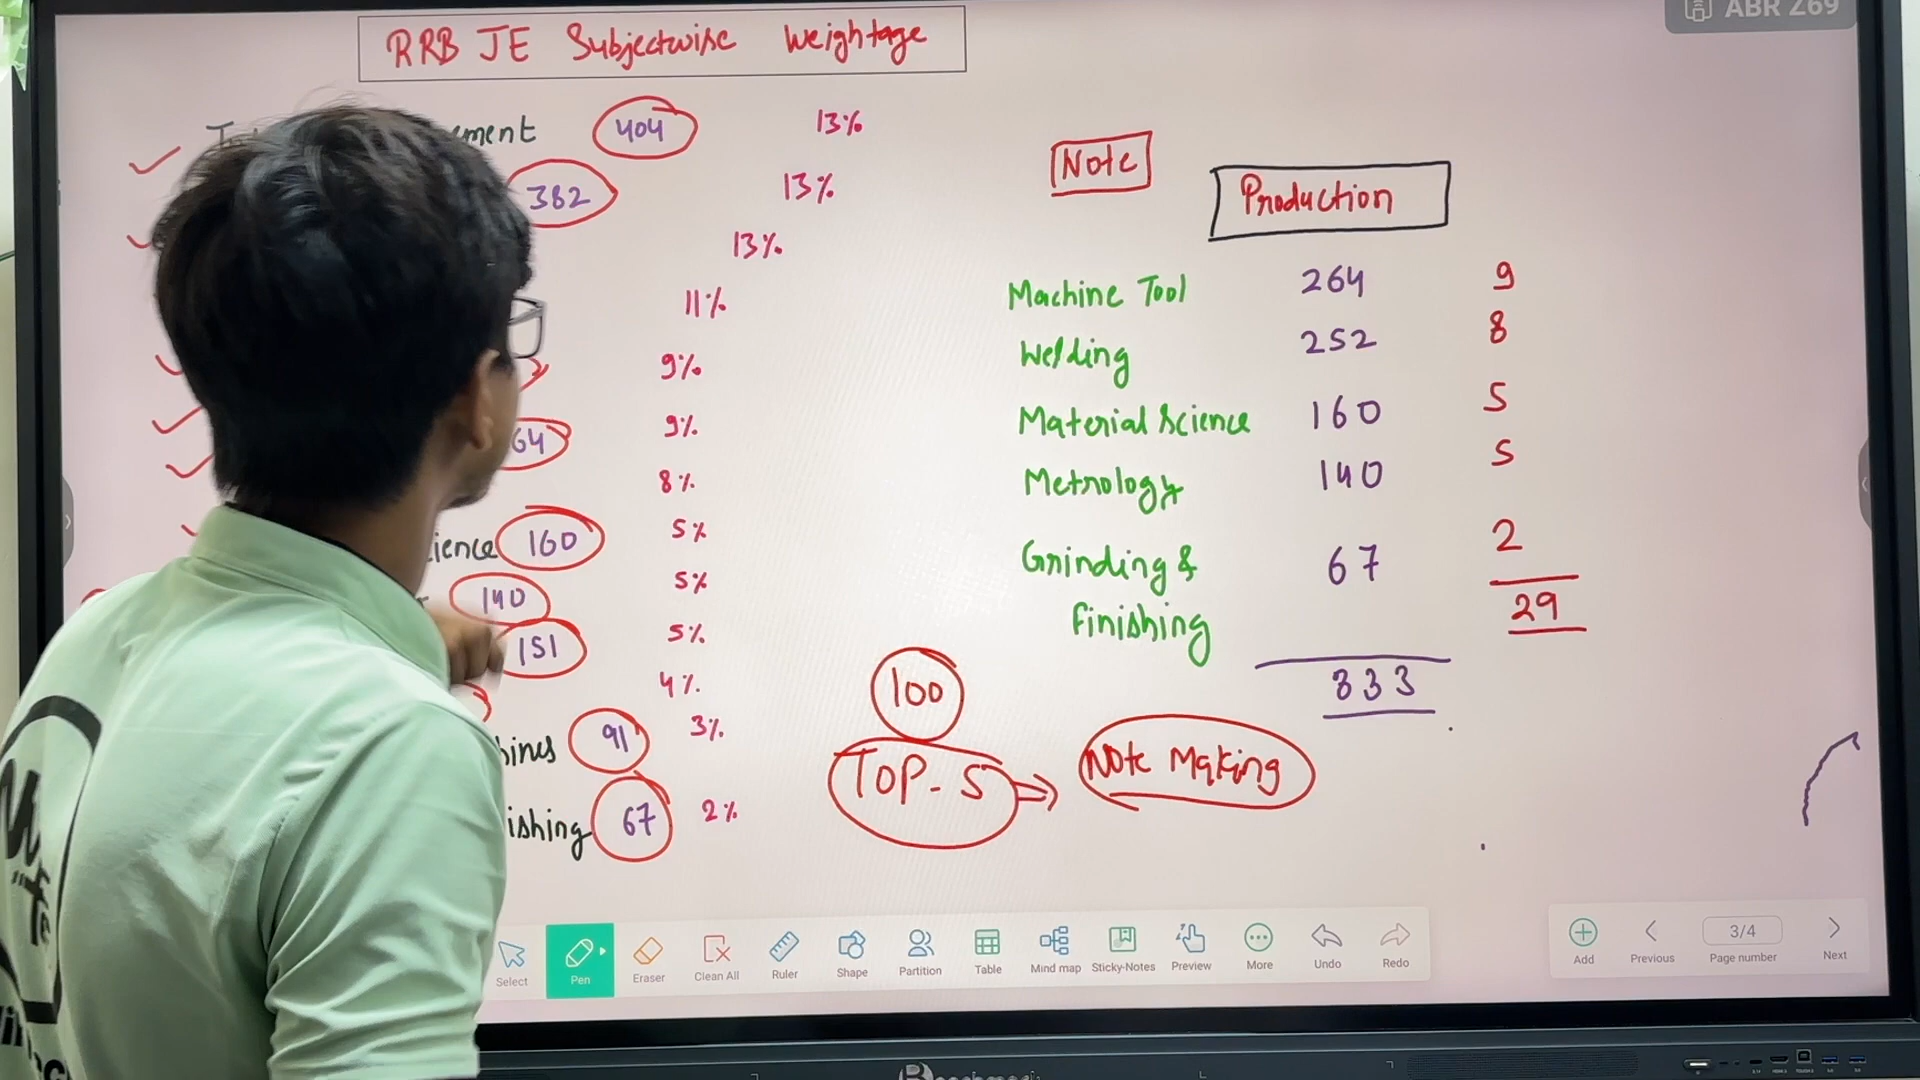 ABR Z69
RRB JE Subjectwise Weightage
ement 404 13%
382 13%
13%
11%
9%
64 9%
8%
ience 160 5%
140 5%
151 5%
4%
hines 91 3%
ishing 67 2%
Note
Production
Machine Tool 264 9
Welding 252 8
Material Science 160 5
Metrology 140 5
Grinding & 67 2
finishing
833 29
100
TOP-5 ⇒ Note Making
Select Pen Eraser Clean All Ruler Shape Partition Table Mind map Sticky-Notes Preview More Undo Redo
Add Previous 3/4 Page number Next